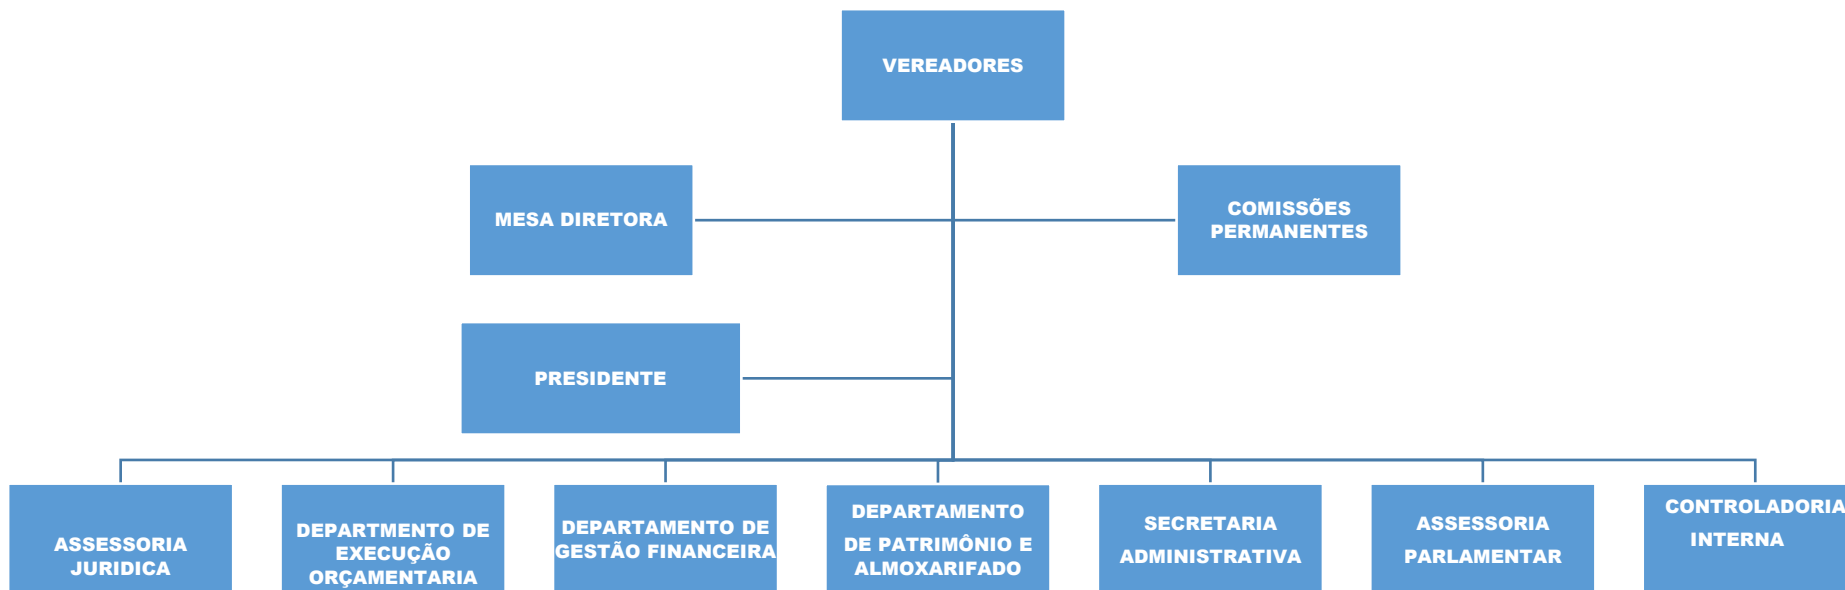 VEREADORES
MESA DIRETORA
COMISSÕES
PERMANENTES
PRESIDENTE
ASSESSORIA
JURIDICA
DEPARTMENTO DE
EXECUÇÃO
ORÇAMENTARIA
DEPARTAMENTO DE
GESTÃO FINANCEIRA
DEPARTAMENTO
DE PATRIMÔNIO E
ALMOXARIFADO
SECRETARIA
ADMINISTRATIVA
ASSESSORIA
PARLAMENTAR
CONTROLADORIA
INTERNA